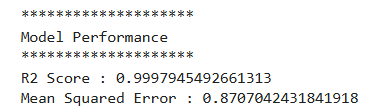 ********************
Model Performance
********************
R2 Score : 0.9997945492661313
Mean Squared Error : 0.8707042431841918